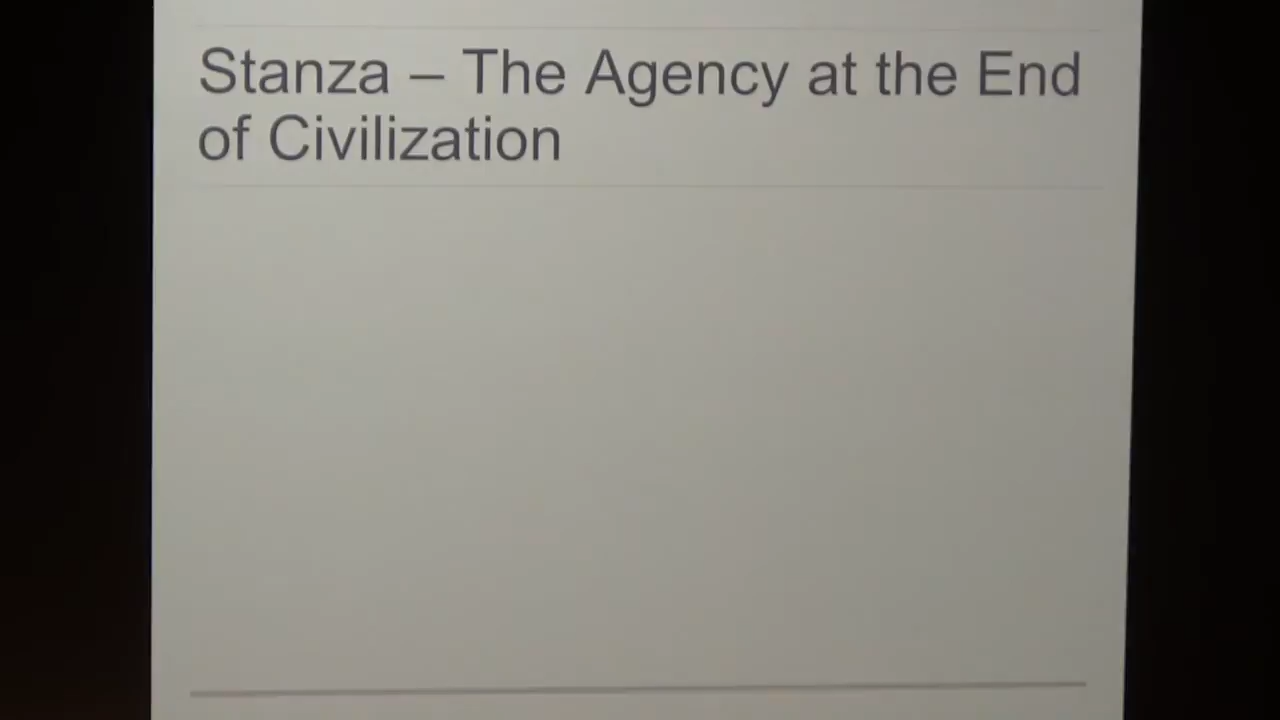 Stanza – The Agency at the End
of Civilization